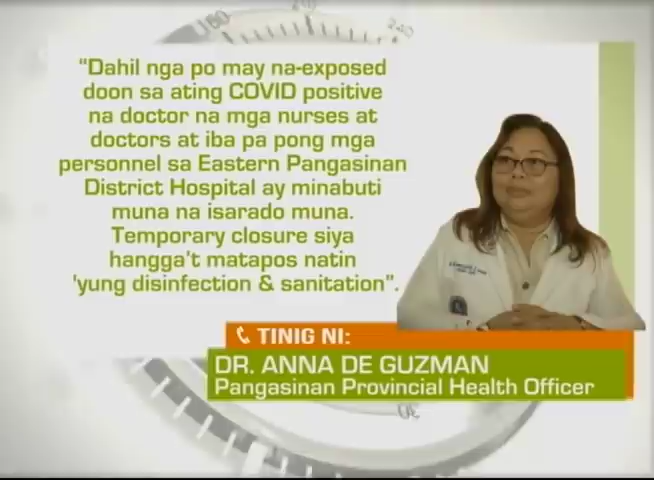 "Dahil nga po may na-exposed
doon sa ating COVID positive
na doctor na mga nurses at
doctors at iba pa pong mga
personnel sa Eastern Pangasinan
District Hospital ay minabuti
muna na isarado muna.
Temporary closure siya
hangga't matapos natin
'yung disinfection & sanitation".
TINIG NI:
DR. ANNA DE GUZMAN
Pangasinan Provincial Health Officer